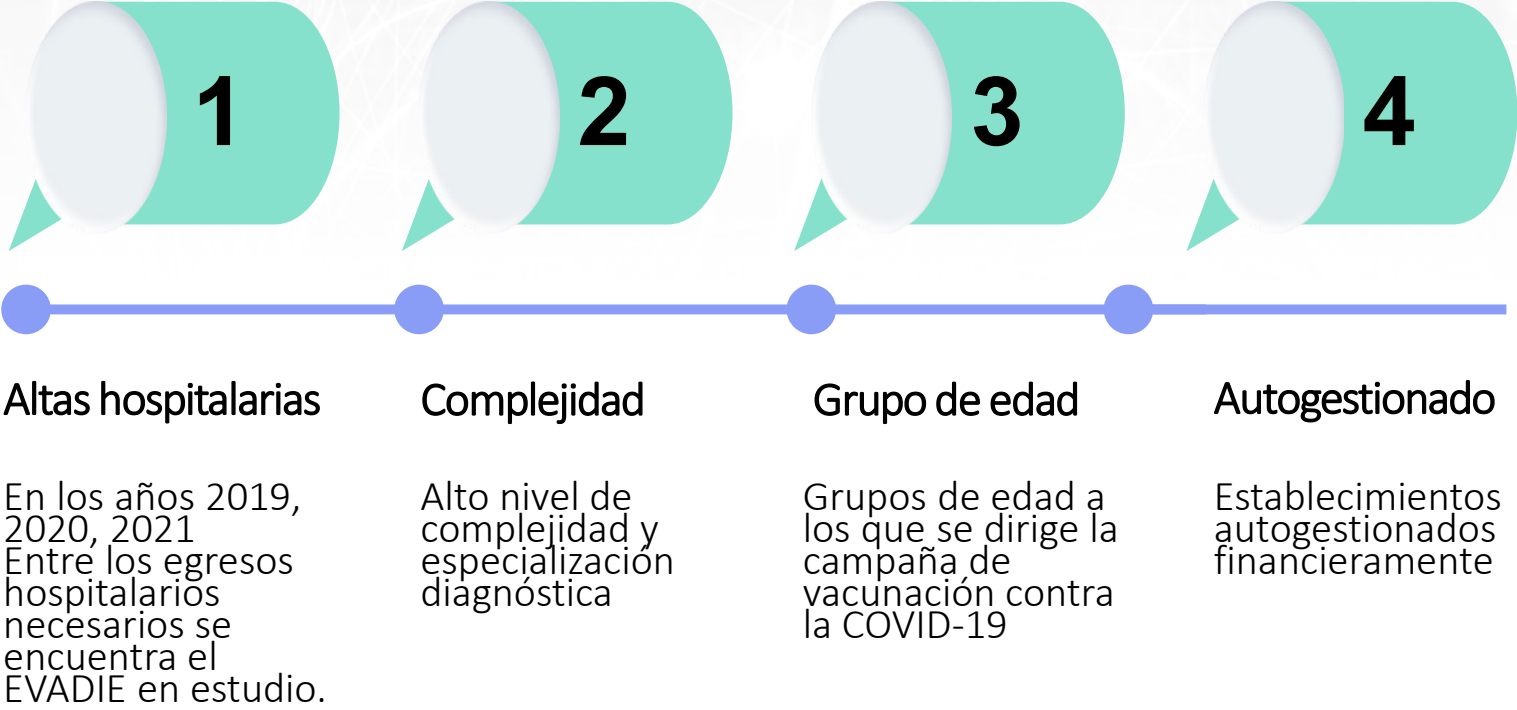 1
2
3
4
Altas hospitalarias
En los años 2019,
2020, 2021
Entre los egresos
hospitalarios
necesarios se
encuentra el
EVADIE en estudio.
Complejidad
Alto nivel de
complejidad y
especialización
diagnóstica
Grupo de edad
Grupos de edad a
los que se dirige la
campaña de
vacunación contra
la COVID-19
Autogestionado
Establecimientos
autogestionados
financieramente